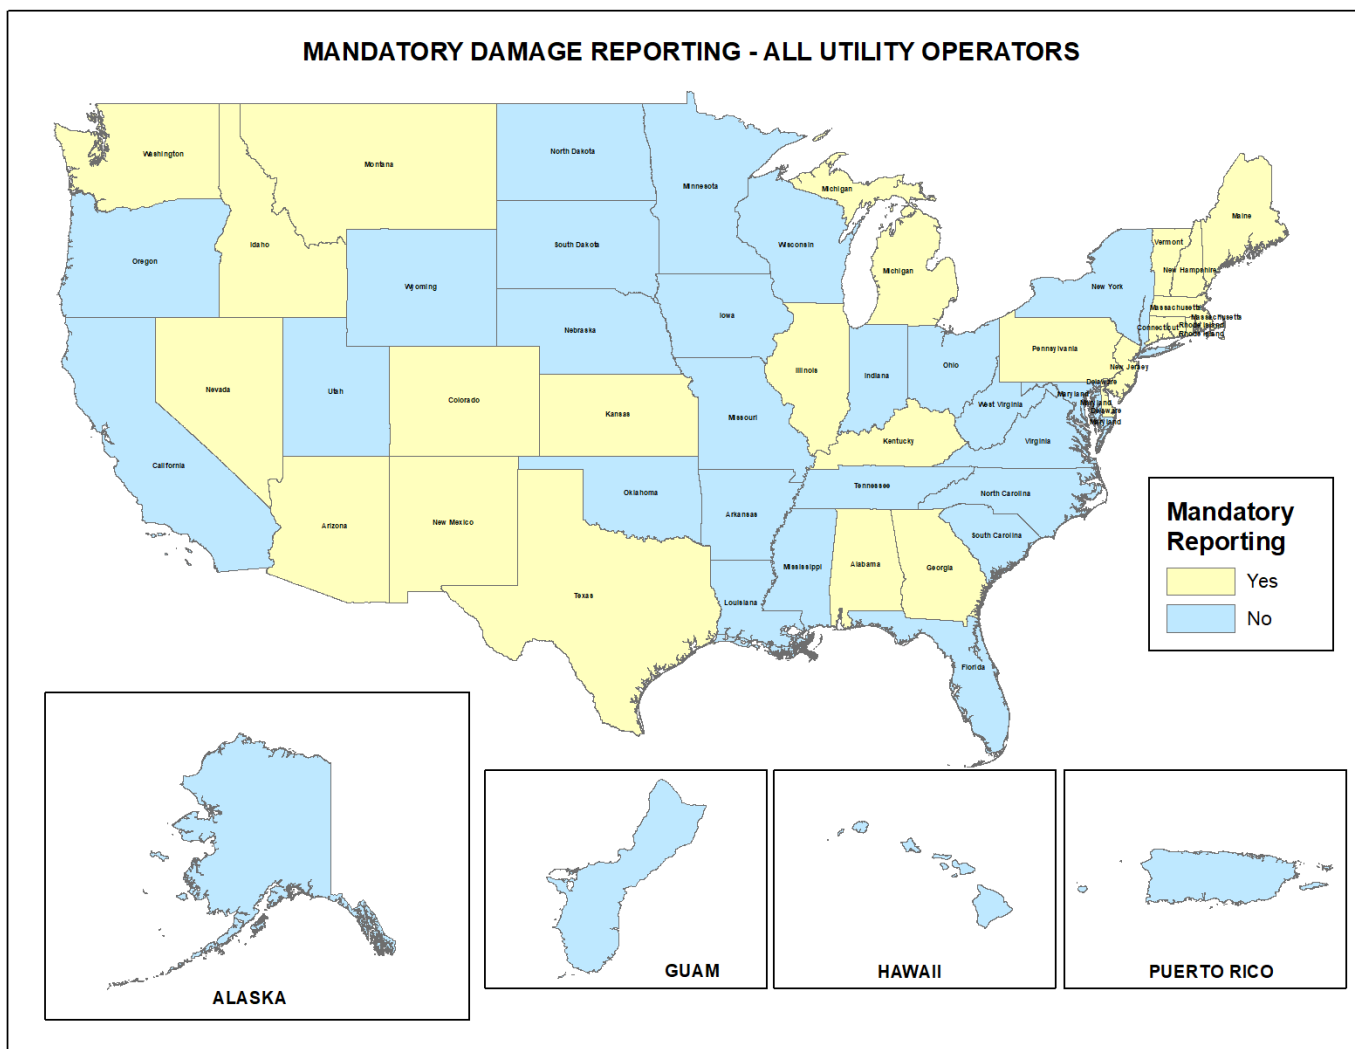 MANDATORY DAMAGE REPORTING - ALL UTILITY OPERATORS
Washington
Montana
North Dakota
Minnesota
Michigan
Maine
Idaho
South Dakota
Wisconsin
Vermont
Oregon
Wyoming
Michigan
New Hampshire
New York
Nebraska
Iowa
Massachusetts
Massachusetts
Connecticut
Rhode Island
Rhode Island
Pennsylvania
New Jersey
Nevada
Utah
Colorado
Kansas
Illinois
Indiana
Ohio
Delaware
Maryland
Maryland
Delaware
Maryland
Missouri
West Virginia
Virginia
Kentucky
California
Arizona
New Mexico
Oklahoma
Arkansas
Tennessee
North Carolina
South Carolina
Texas
Louisiana
Mississippi
Alabama
Georgia
Florida
Mandatory
Reporting
Yes
No
ALASKA
GUAM
HAWAII
PUERTO RICO